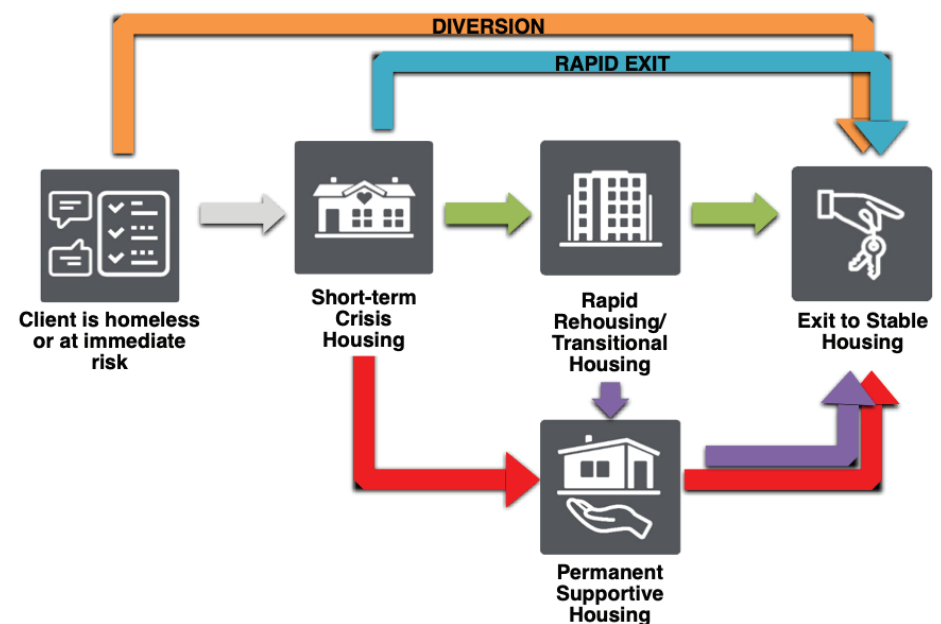 DIVERSION
RAPID EXIT
Client is homeless
or at immediate
risk
Short-term
Crisis
Housing
Rapid
Rehousing/
Transitional
Housing
Exit to Stable
Housing
Permanent
Supportive
Housing